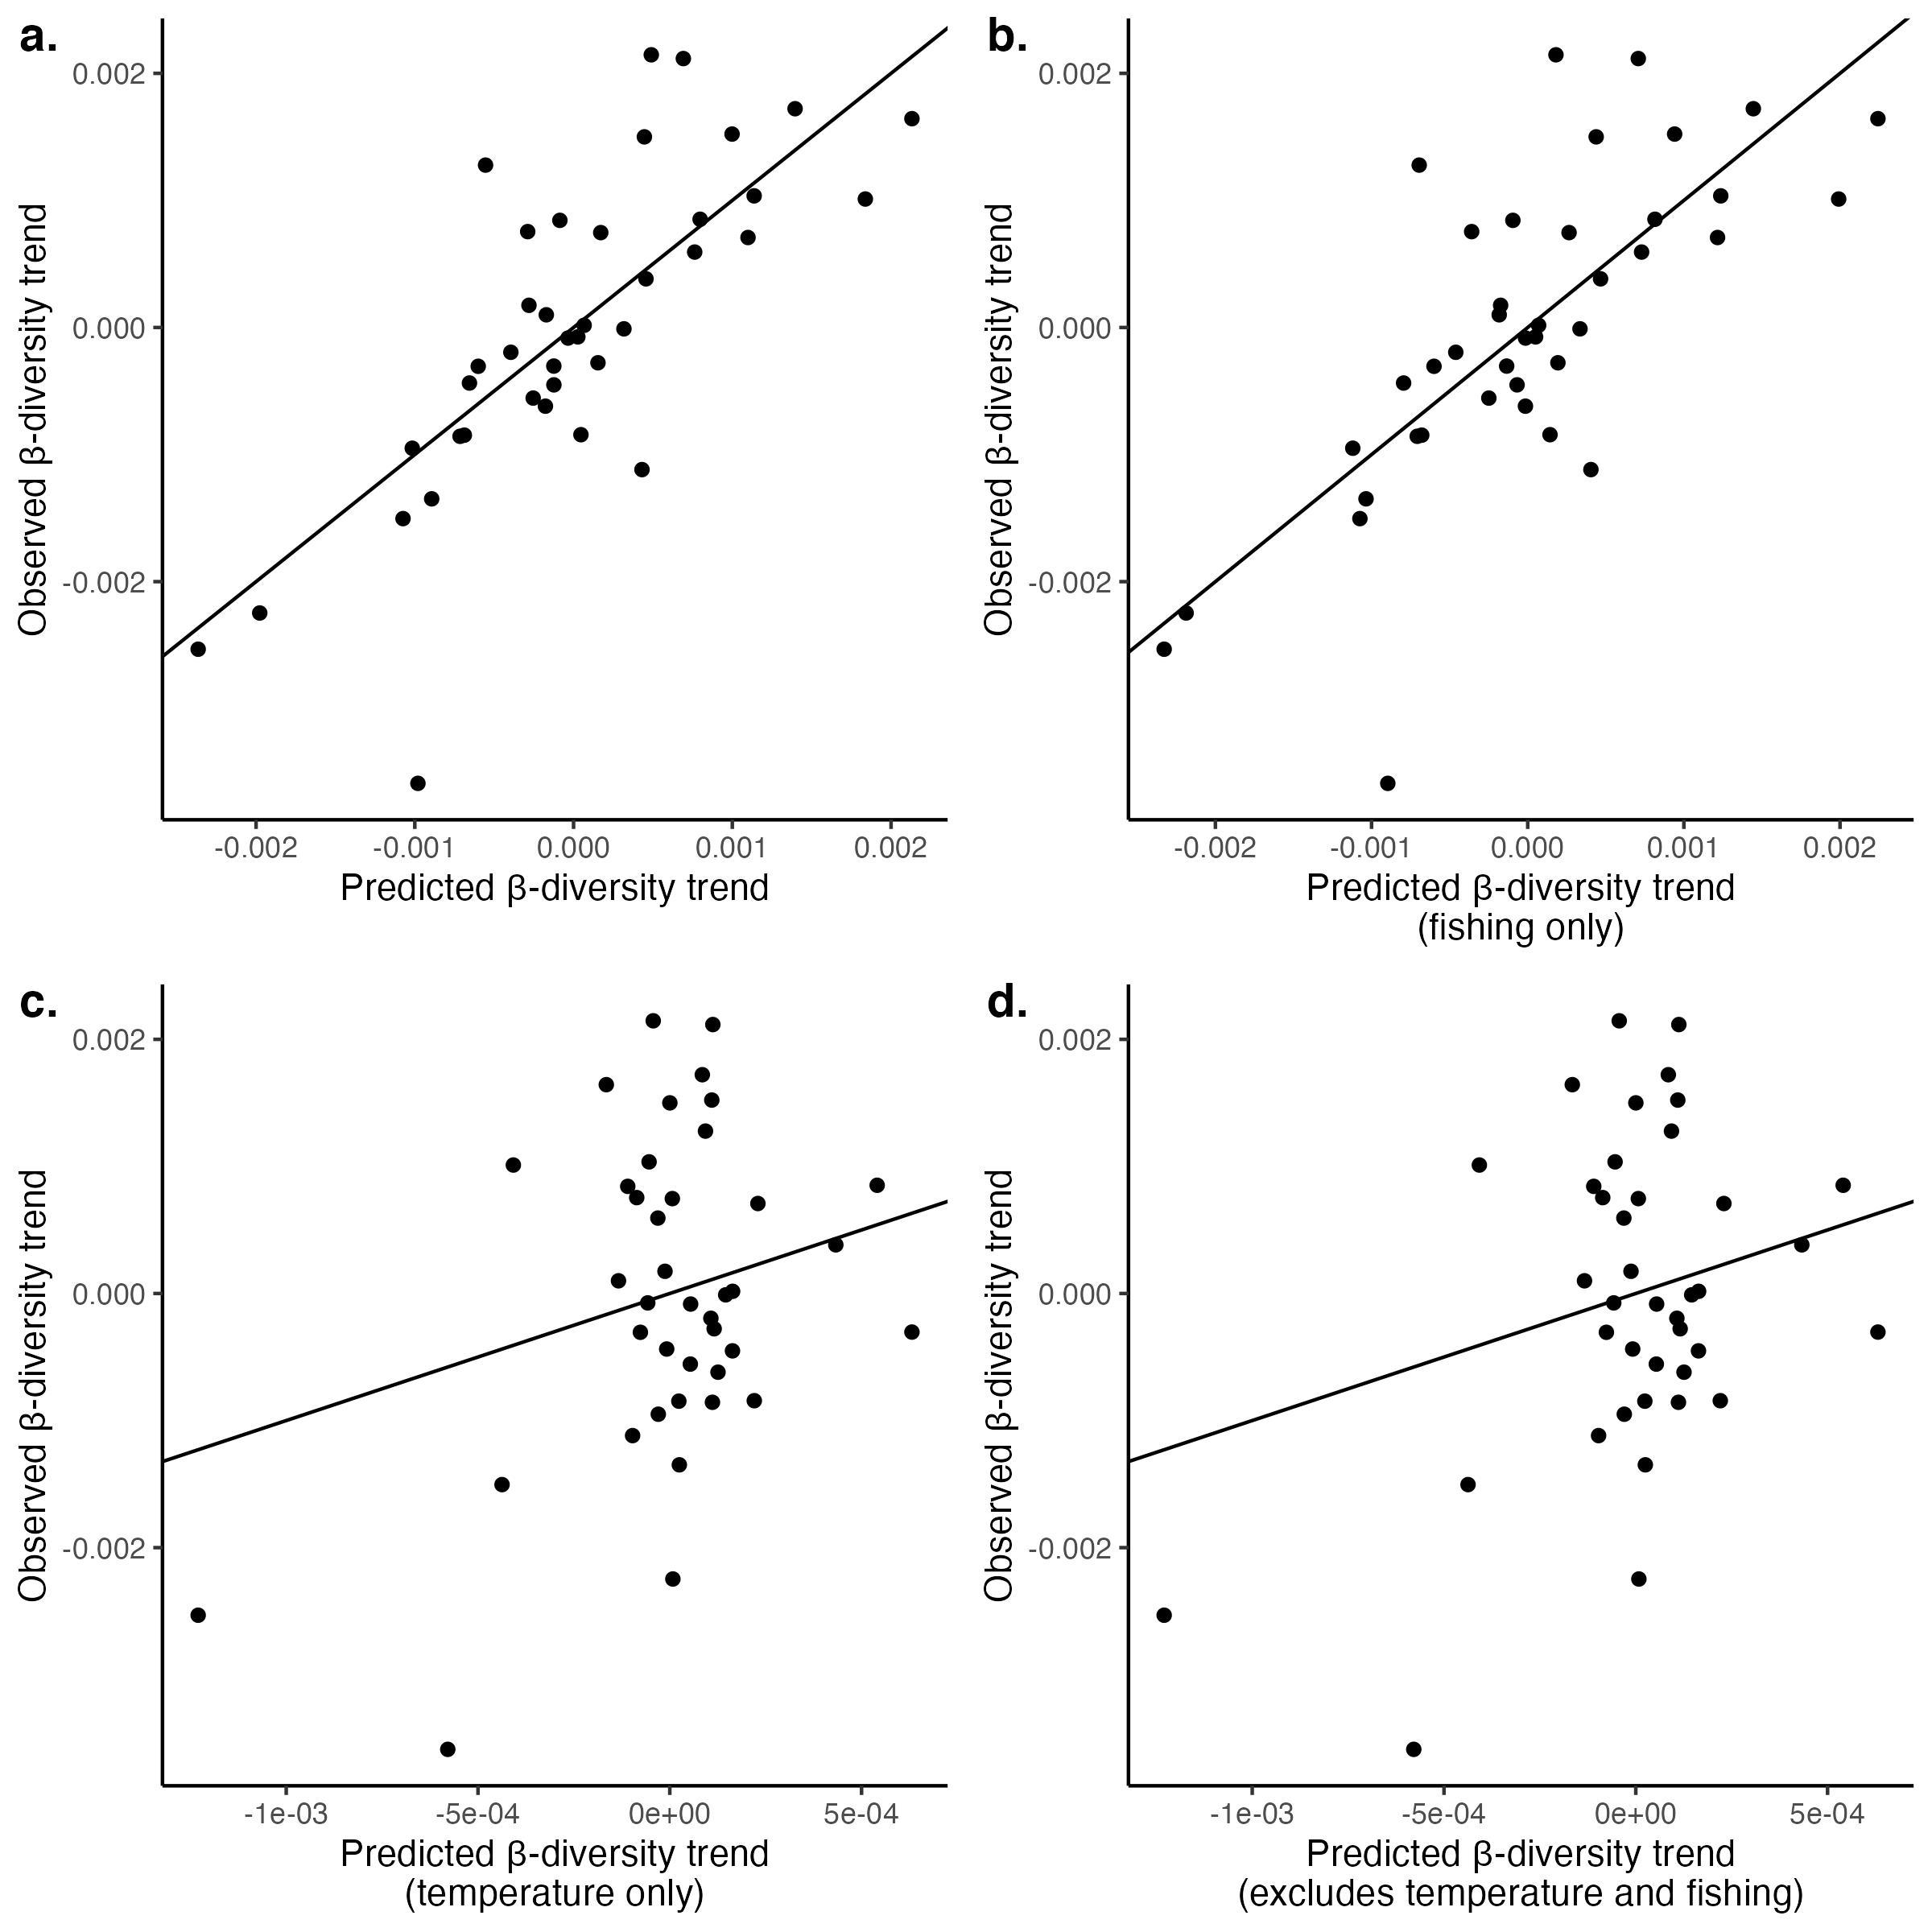 a.
0.002
0.000
-0.002
Observed β-diversity trend
-0.002 -0.001 0.000 0.001 0.002
Predicted β-diversity trend
b.
0.002
0.000
-0.002
Observed β-diversity trend
-0.002 -0.001 0.000 0.001 0.002
Predicted β-diversity trend
(fishing only)
c.
0.002
0.000
-0.002
Observed β-diversity trend
-1e-03 -5e-04 0e+00 5e-04
Predicted β-diversity trend
(temperature only)
d.
0.002
0.000
-0.002
Observed β-diversity trend
-1e-03 -5e-04 0e+00 5e-04
Predicted β-diversity trend
(excludes temperature and fishing)